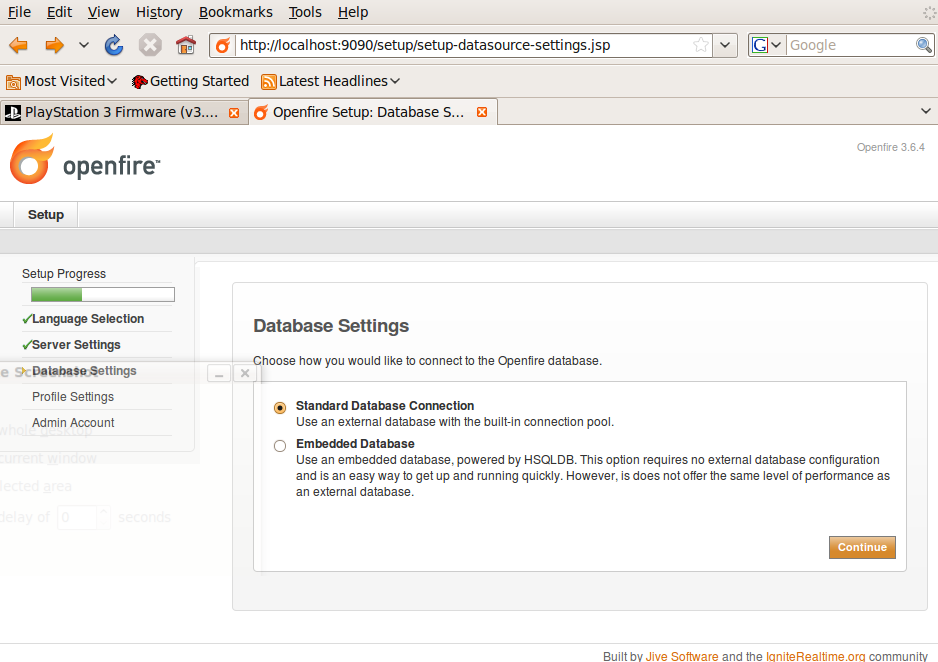 File Edit View History Bookmarks Tools Help
http://localhost:9090/setup/setup-datasource-settings.jsp
G Google
Most Visited Getting Started Latest Headlines
PlayStation 3 Firmware (v3.... Openfire Setup: Database S...
openfire™
Openfire 3.6.4
Setup
Setup Progress
Language Selection
Server Settings
Database Settings
Profile Settings
Admin Account
whole desktop
current window
lected area
delay of 0 seconds
Database Settings
Choose how you would like to connect to the Openfire database.
Standard Database Connection
Use an external database with the built-in connection pool.
Embedded Database
Use an embedded database, powered by HSQLDB. This option requires no external database configuration
and is an easy way to get up and running quickly. However, is does not offer the same level of performance as
an external database.
Continue
Built by Jive Software and the IgniteRealtime.org community